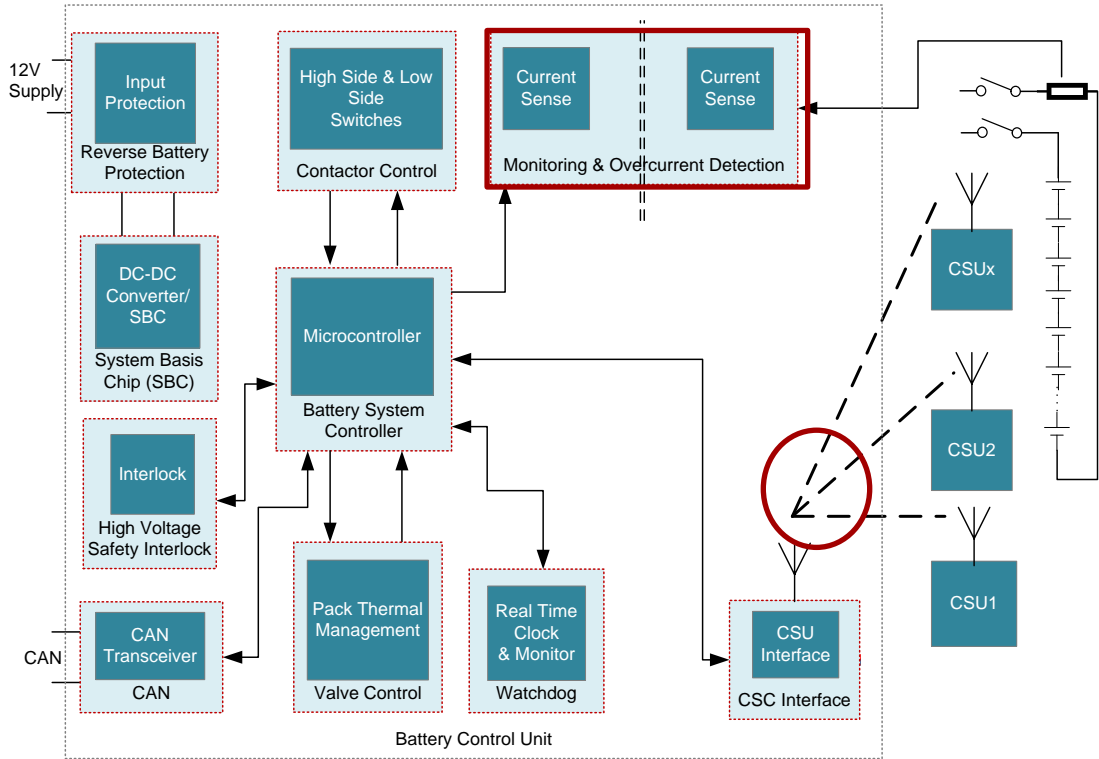 12V
Supply
Input
Protection
Reverse Battery
Protection
High Side & Low
Side
Switches
Contactor Control
Current
Sense
Current
Sense
Monitoring & Overcurrent Detection
DC-DC
Converter/
SBC
System Basis
Chip (SBC)
Microcontroller
Battery System
Controller
CSUx
CSU2
CSU1
Interlock
High Voltage
Safety Interlock
CAN
CAN
Transceiver
CAN
Pack Thermal
Management
Valve Control
Real Time
Clock
& Monitor
Watchdog
CSU
Interface
CSC Interface
Battery Control Unit